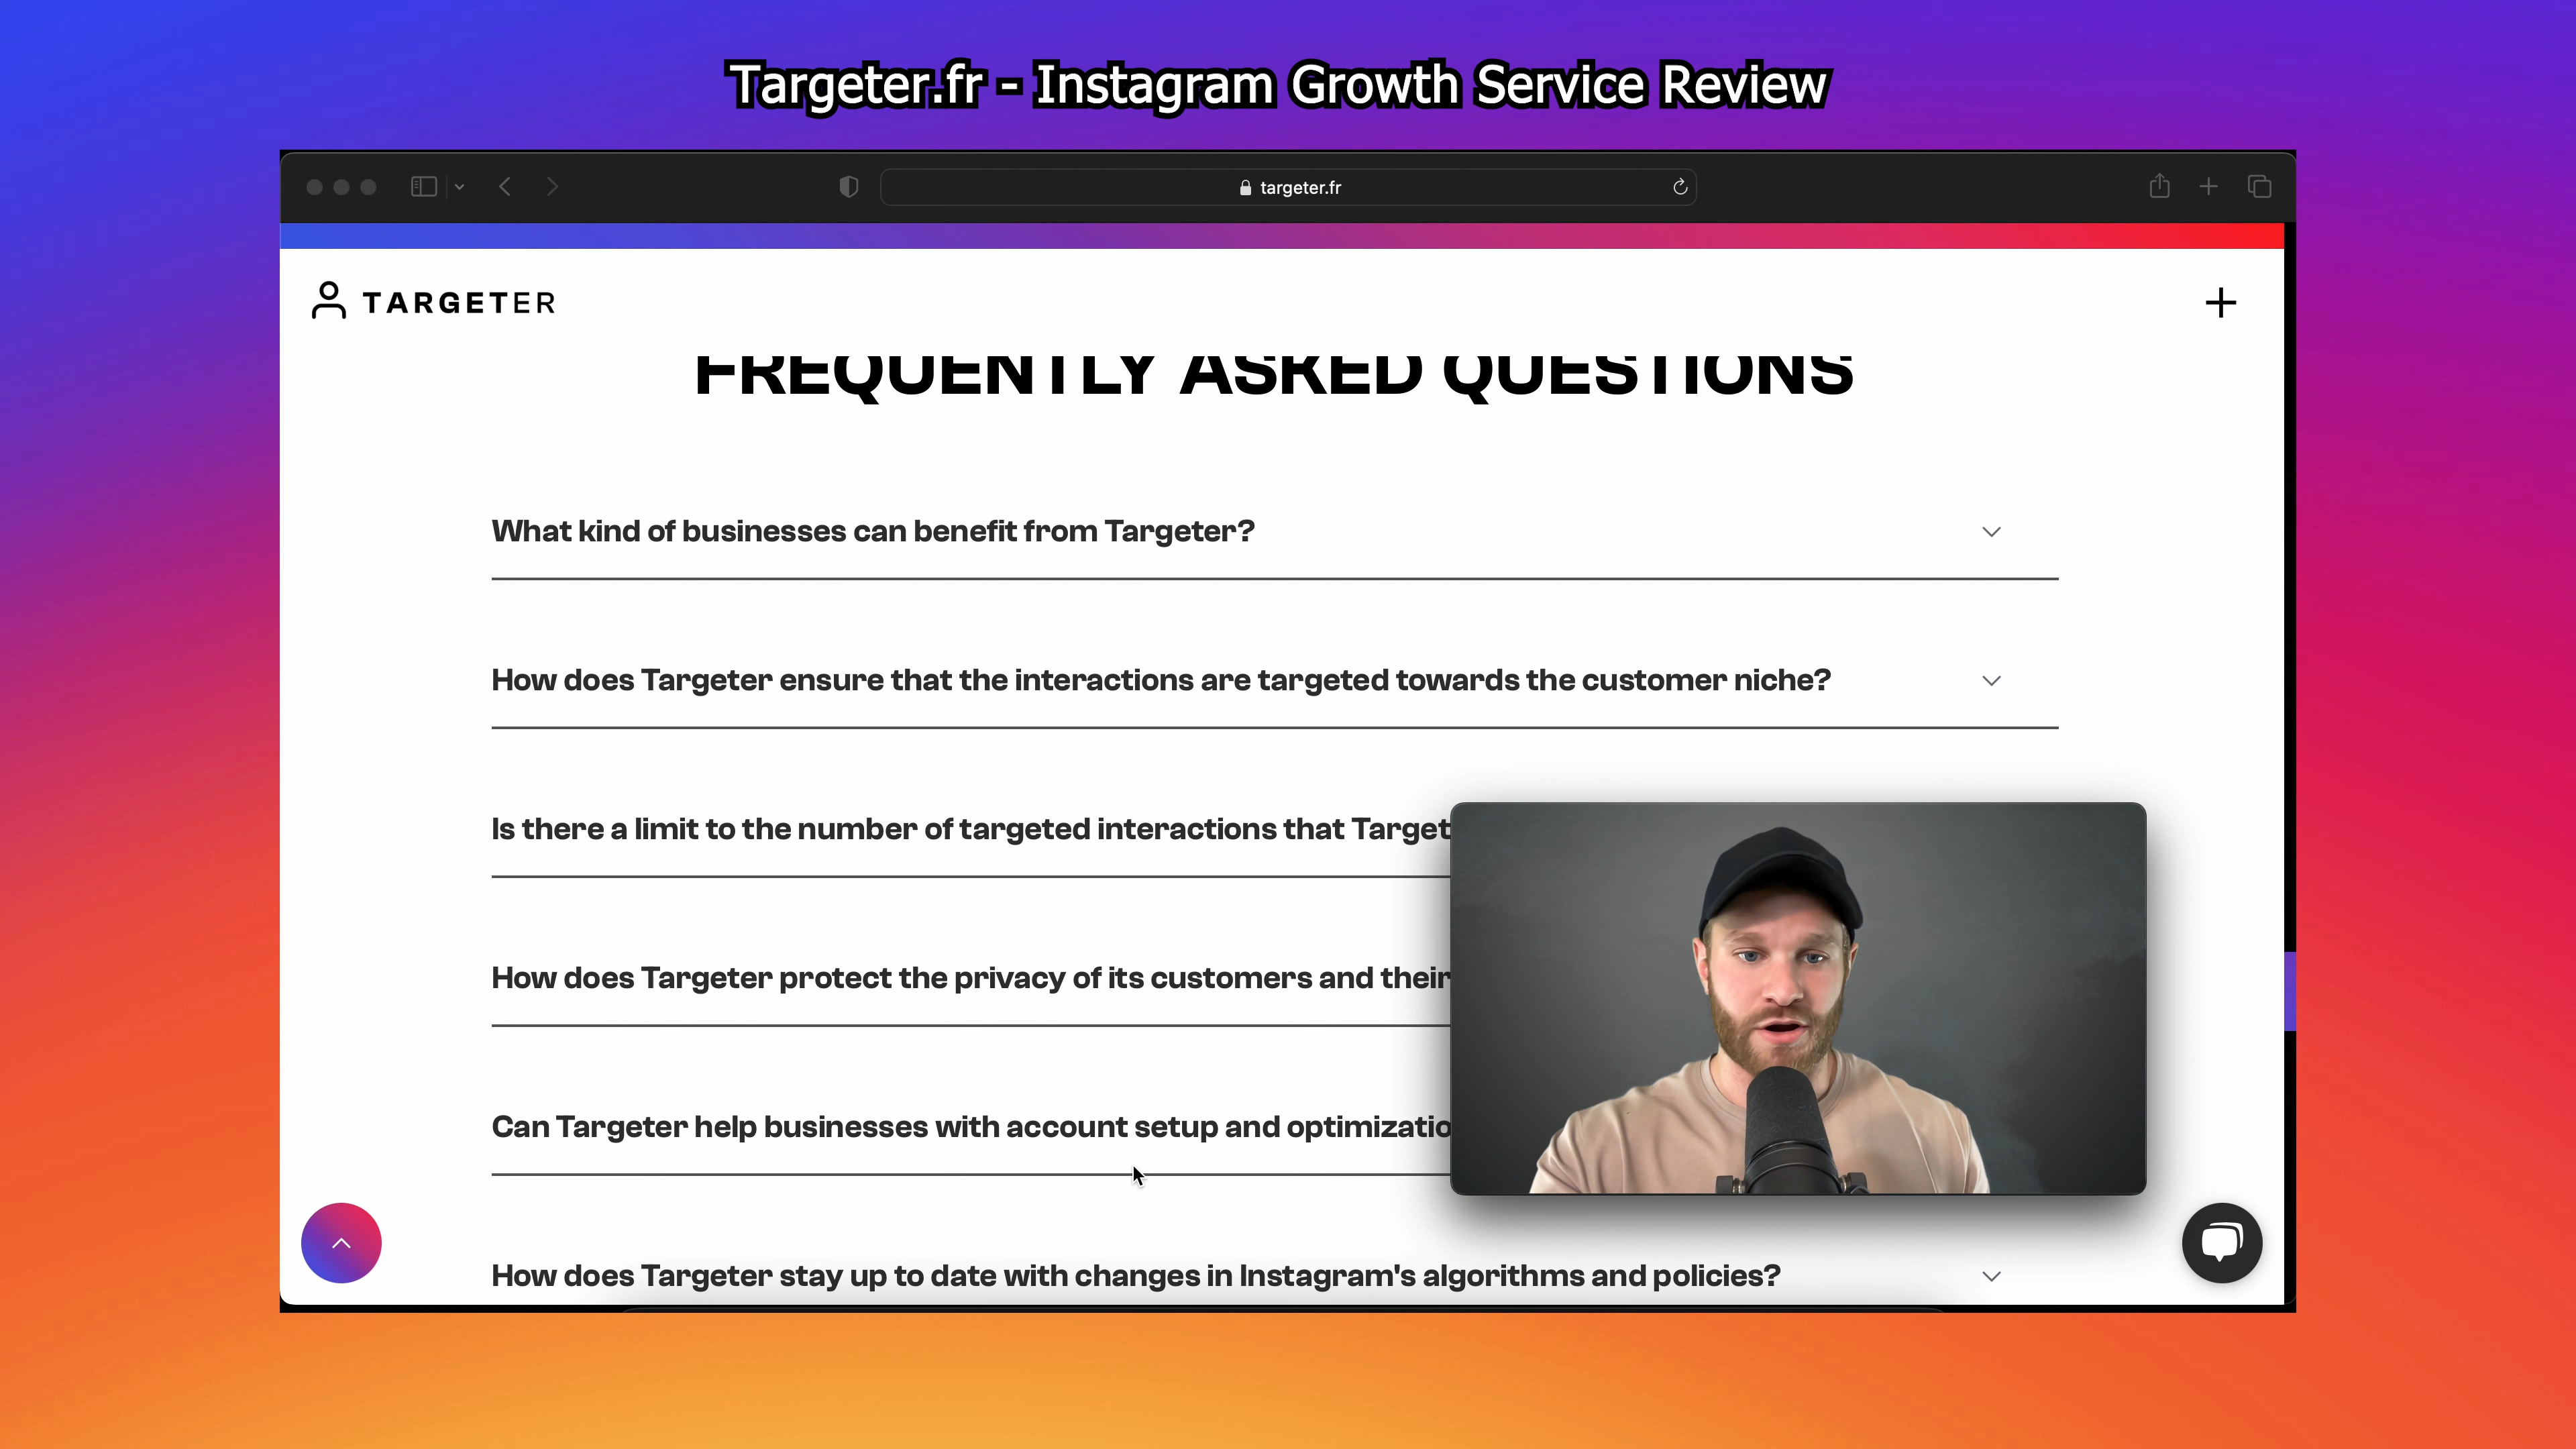 Targeter.fr - Instagram Growth Service Review
targeter.fr
TARGETER
FREQUENTLY ASKED QUESTIONS
What kind of businesses can benefit from Targeter?
How does Targeter ensure that the interactions are targeted towards the customer niche?
Is there a limit to the number of targeted interactions that Target
How does Targeter protect the privacy of its customers and their
Can Targeter help businesses with account setup and optimizatio
How does Targeter stay up to date with changes in Instagram's algorithms and policies?